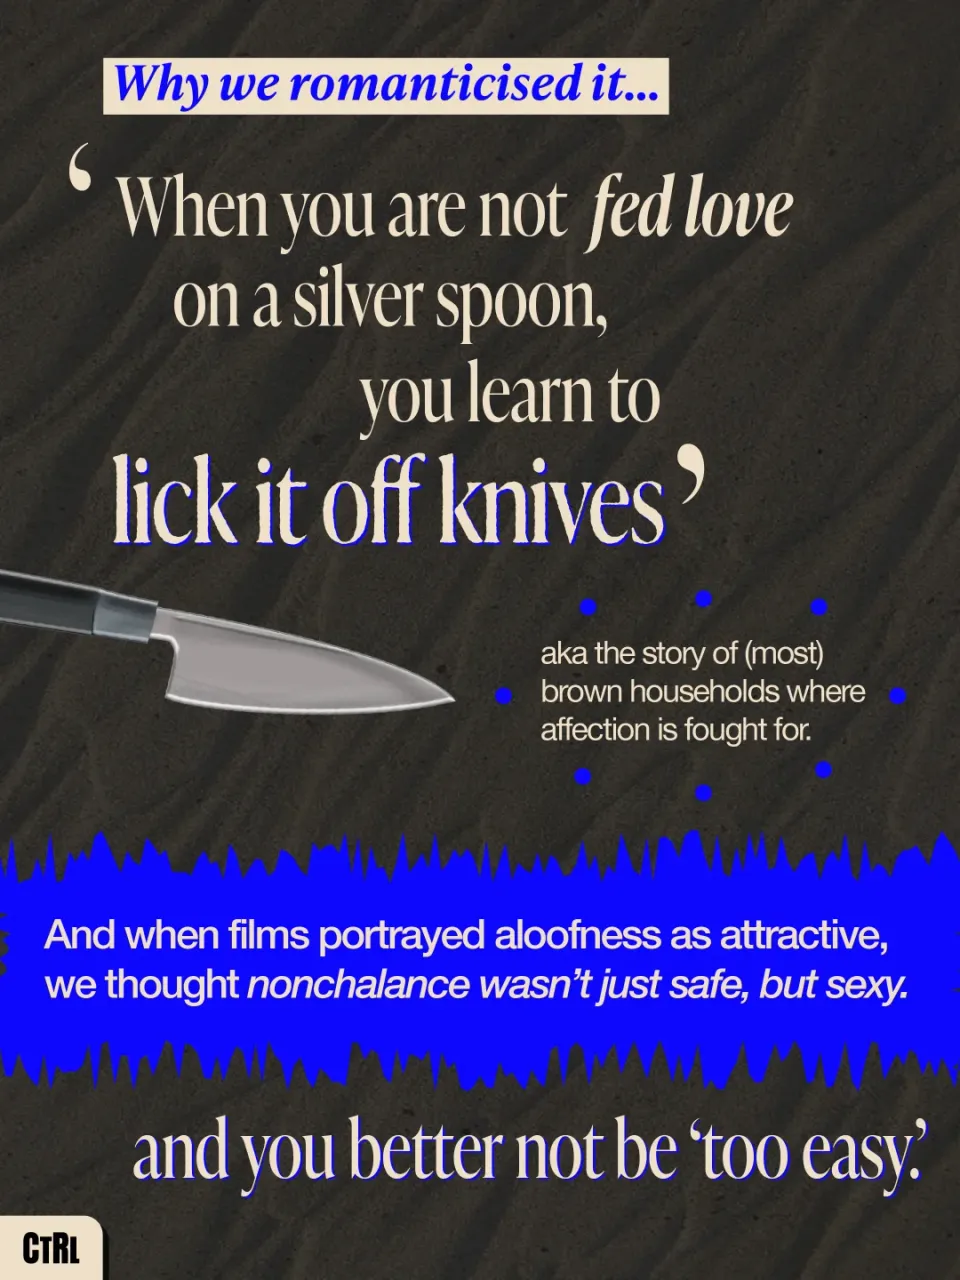 Why we romanticised it...
‘When you are not fed love
on a silver spoon,
you learn to
lick it off knives’
aka the story of (most)
brown households where
affection is fought for.
And when films portrayed aloofness as attractive,
we thought nonchalance wasn’t just safe, but sexy.
and you better not be ‘too easy.’
CTRL